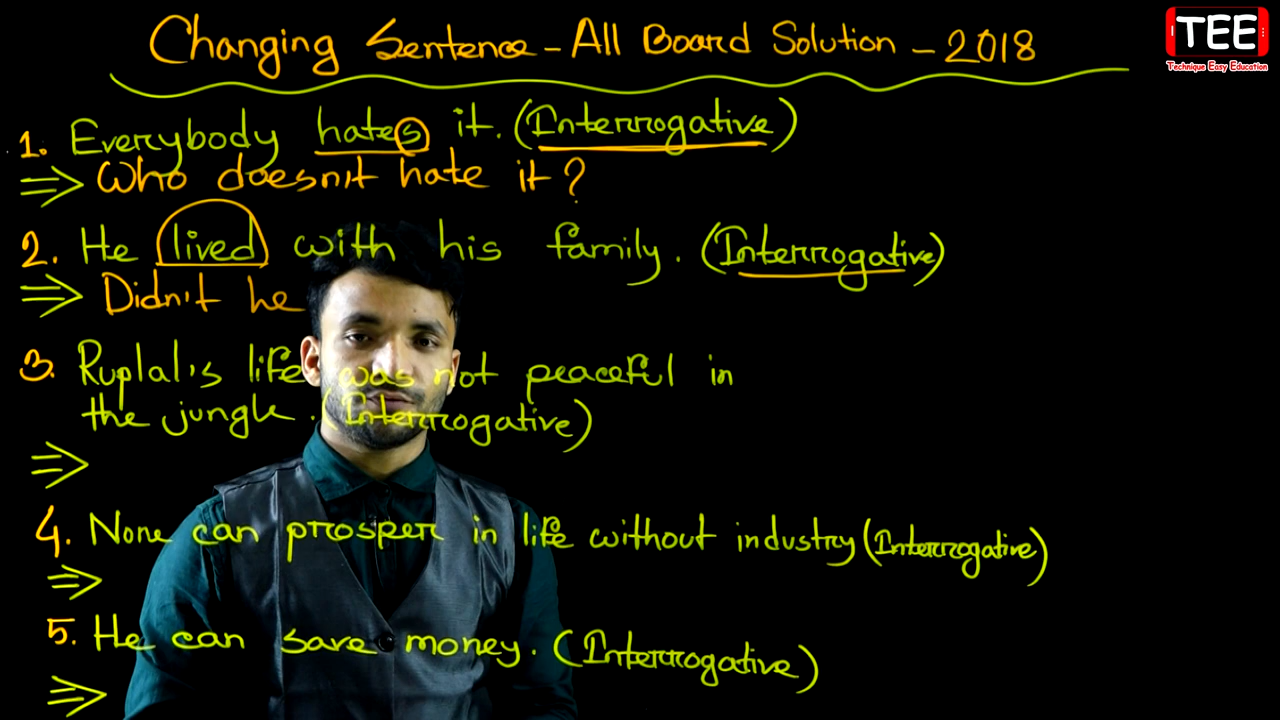 Changing Sentence - All Board Solution - 2018
TEE
Technique Easy Education
1. Everybody hates it. (Interrogative)
⇒ Who doesn't hate it?
2. He lived with his family. (Interrogative)
⇒ Didn't he
3. Ruplal's life was not peaceful in
the jungle. (Interrogative)
⇒
4. None can prosper in life without industry (Interrogative)
⇒
5. He can save money. (Interrogative)
⇒